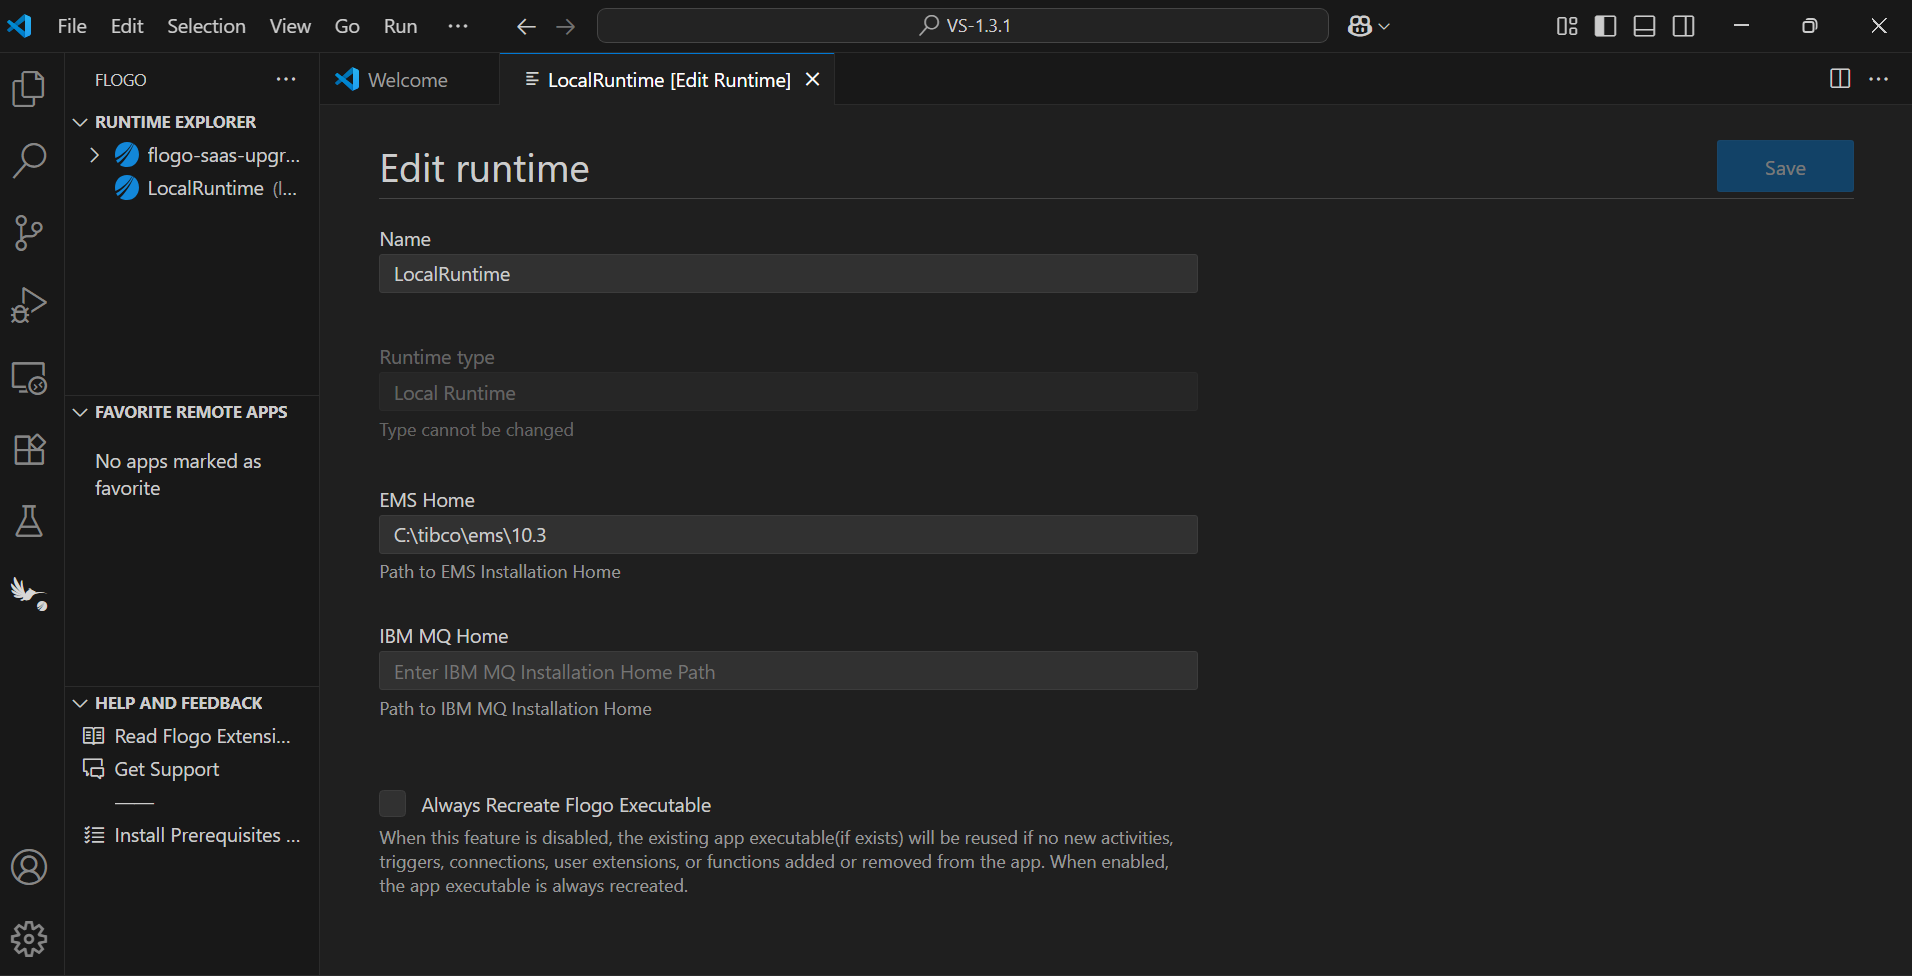 File Edit Selection View Go Run ···
VS-1.3.1
FLOGO ···
RUNTIME EXPLORER
flogo-saas-upgr...
LocalRuntime (l...
FAVORITE REMOTE APPS
No apps marked as
favorite
HELP AND FEEDBACK
Read Flogo Extensi...
Get Support
Install Prerequisites ...
Welcome
LocalRuntime [Edit Runtime]
Edit runtime
Save
Name
LocalRuntime
Runtime type
Local Runtime
Type cannot be changed
EMS Home
C:\tibco\ems\10.3
Path to EMS Installation Home
IBM MQ Home
Enter IBM MQ Installation Home Path
Path to IBM MQ Installation Home
Always Recreate Flogo Executable
When this feature is disabled, the existing app executable(if exists) will be reused if no new activities,
triggers, connections, user extensions, or functions added or removed from the app. When enabled,
the app executable is always recreated.